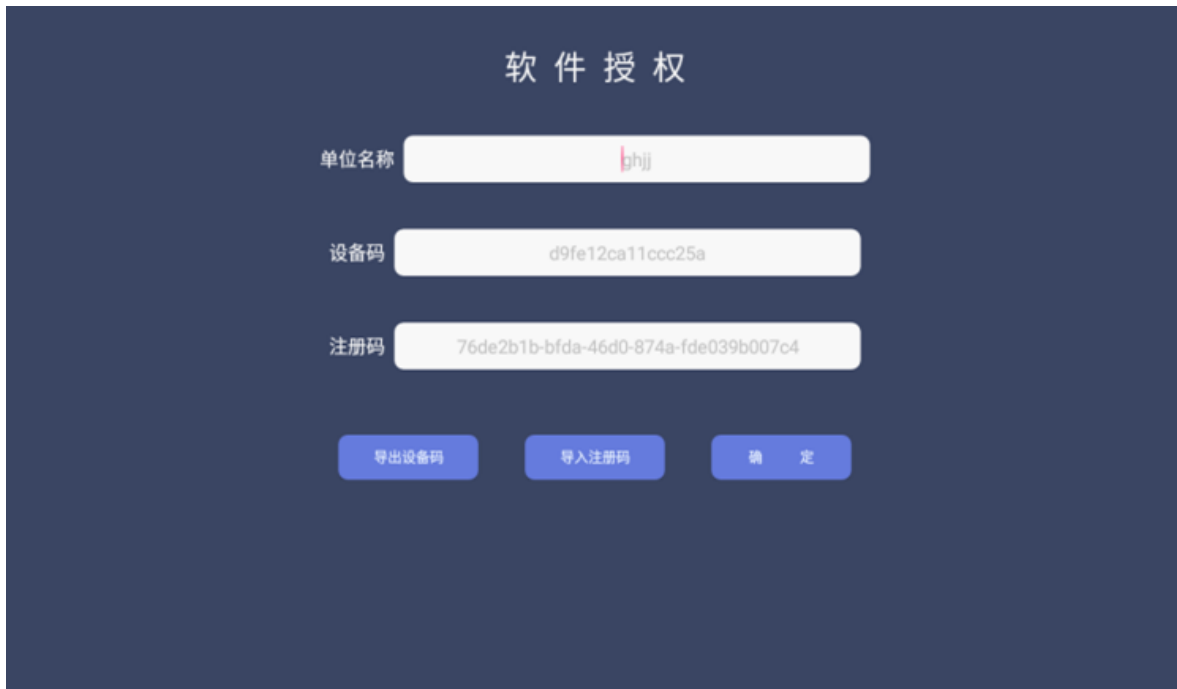 软件授权
单位名称 ghjj
设备码 d9fe12ca11ccc25a
注册码 76de2b1b-bfda-46d0-874a-fde039b007c4
导出设备码 导入注册码 确 定